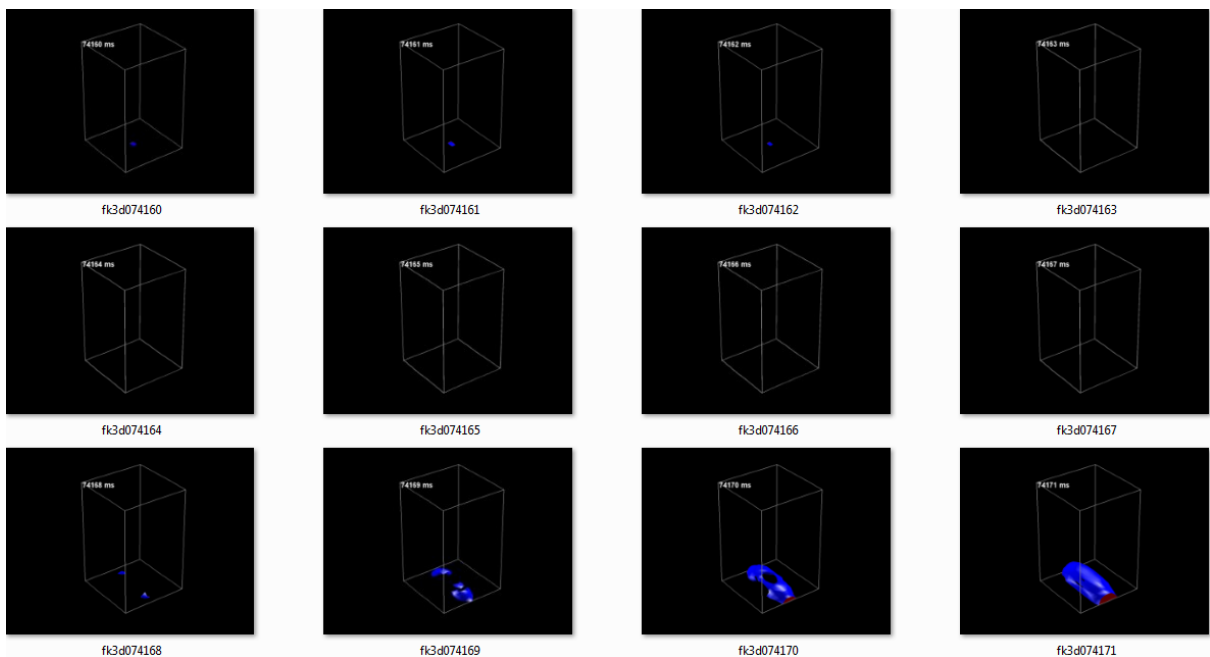 74160 ms
74161 ms
74162 ms
74163 ms
fk3d074160
fk3d074161
fk3d074162
fk3d074163
74164 ms
74165 ms
74166 ms
74167 ms
fk3d074164
fk3d074165
fk3d074166
fk3d074167
74168 ms
74169 ms
74170 ms
74171 ms
fk3d074168
fk3d074169
fk3d074170
fk3d074171